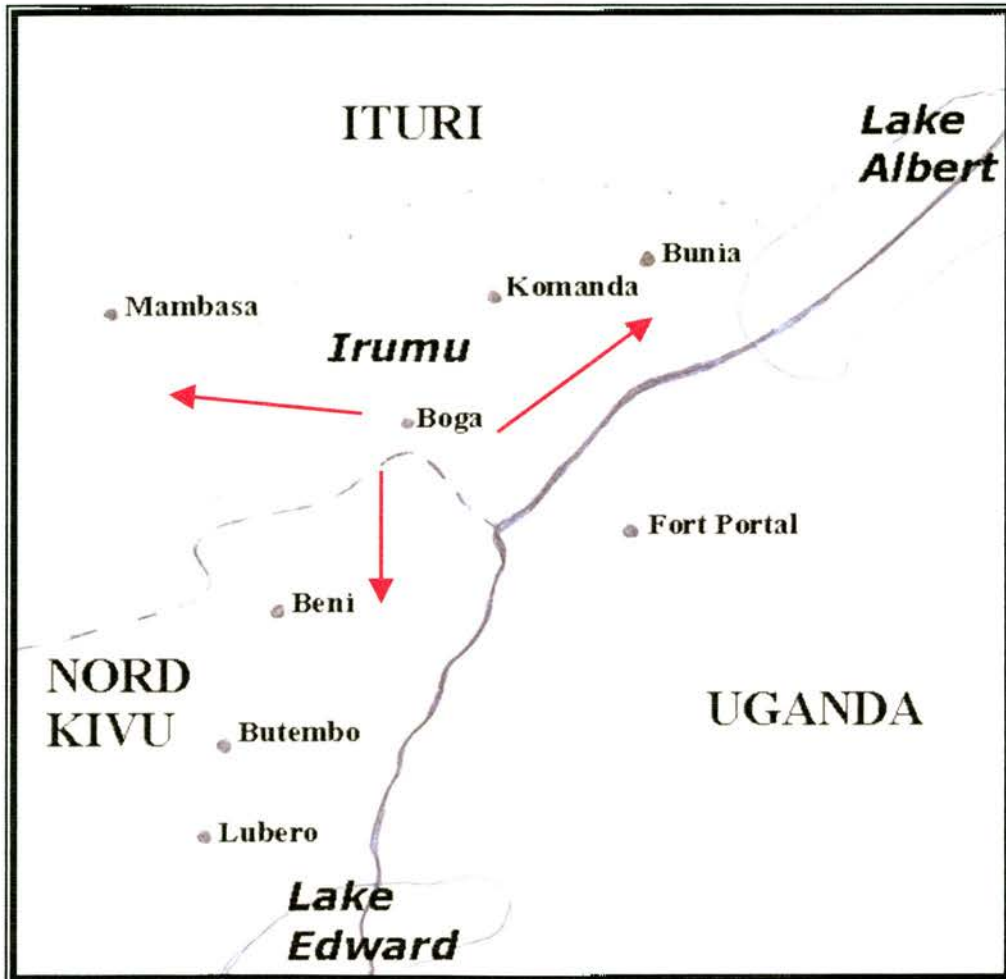 ITURI
Lake
Albert
Bunia
Komanda
Mambasa
Irumu
Boga
Fort Portal
Beni
NORD
KIVU
UGANDA
Butembo
Lubero
Lake
Edward